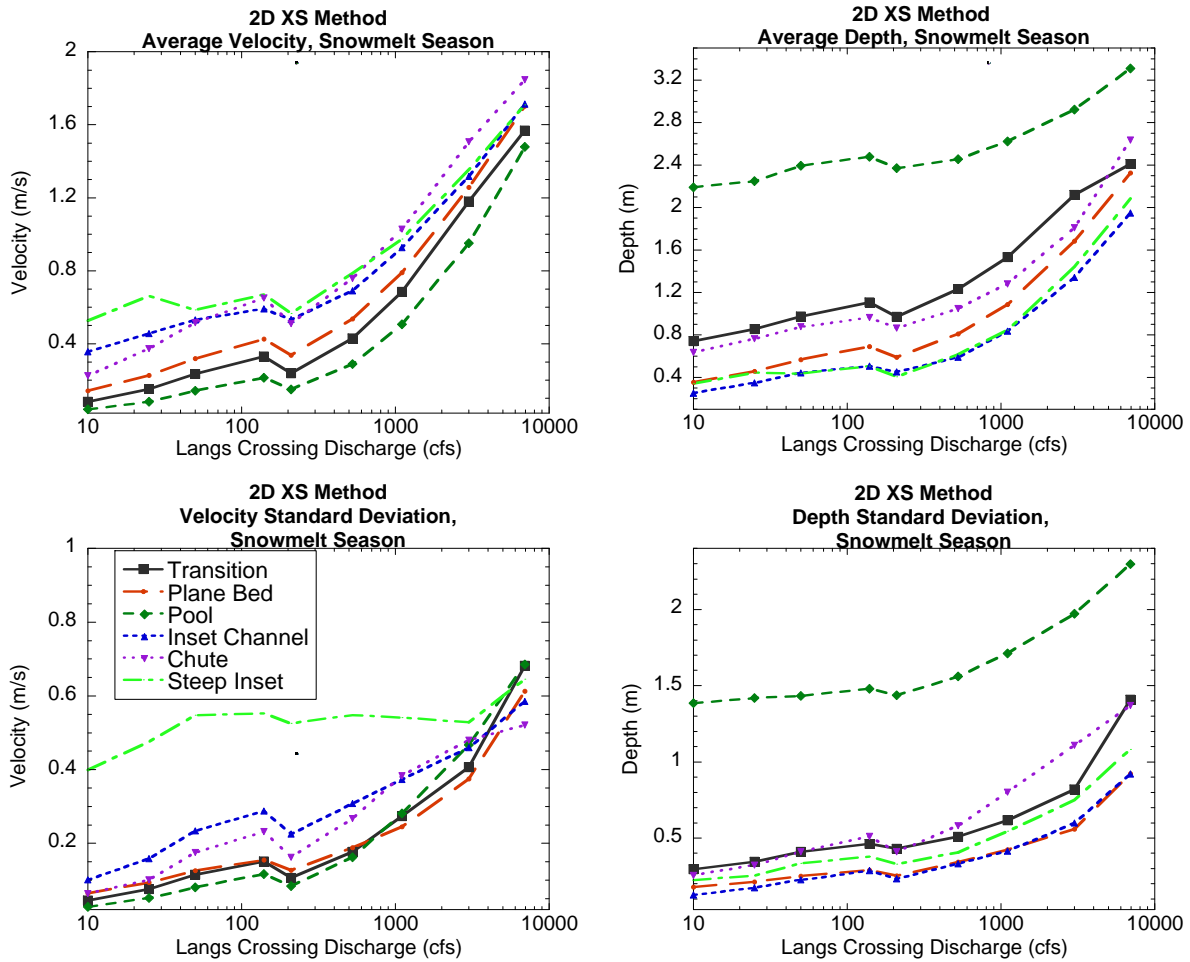 2D XS Method
Average Velocity, Snowmelt Season
2
1.6
1.2
0.8
0.4
Velocity (m/s)
10
100
1000
10000
Langs Crossing Discharge (cfs)
2D XS Method
Average Depth, Snowmelt Season
3.2
2.8
2.4
2
1.6
1.2
0.8
0.4
Depth (m)
10
100
1000
10000
Langs Crossing Discharge (cfs)
2D XS Method
Velocity Standard Deviation,
Snowmelt Season
1
0.8
0.6
0.4
0.2
Velocity (m/s)
Transition
Plane Bed
Pool
Inset Channel
Chute
Steep Inset
10
100
1000
10000
Langs Crossing Discharge (cfs)
2D XS Method
Depth Standard Deviation,
Snowmelt Season
2
1.5
1
0.5
Depth (m)
10
100
1000
10000
Langs Crossing Discharge (cfs)